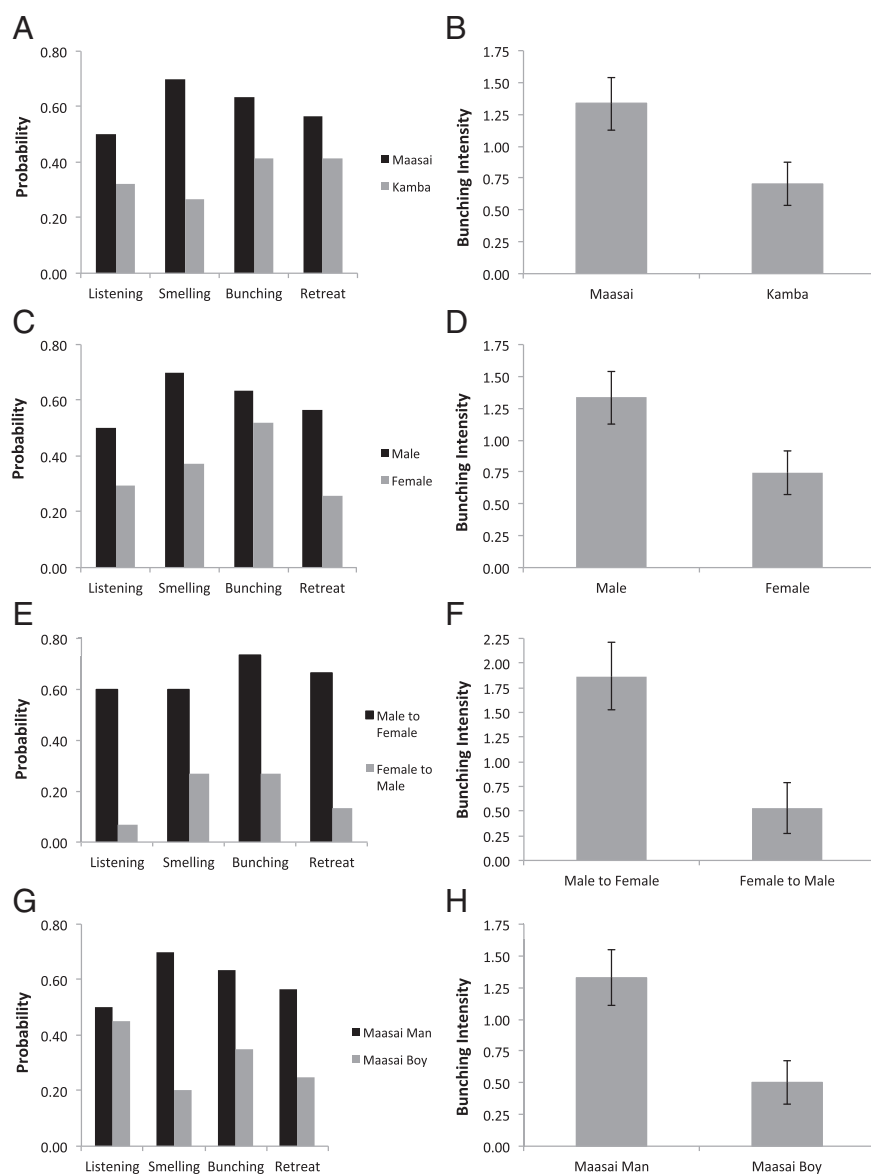 A
0.80
0.60
0.40
0.20
0.00
Probability
Listening Smelling Bunching Retreat
Maasai
Kamba
B
1.75
1.50
1.25
1.00
0.75
0.50
0.25
0.00
Bunching Intensity
Maasai Kamba
C
0.80
0.60
0.40
0.20
0.00
Probability
Listening Smelling Bunching Retreat
Male
Female
D
1.75
1.50
1.25
1.00
0.75
0.50
0.25
0.00
Bunching Intensity
Male Female
E
0.80
0.60
0.40
0.20
0.00
Probability
Listening Smelling Bunching Retreat
Male to
Female
Female to
Male
F
2.25
2.00
1.75
1.50
1.25
1.00
0.75
0.50
0.25
0.00
Bunching Intensity
Male to Female Female to Male
G
0.80
0.60
0.40
0.20
0.00
Probability
Listening Smelling Bunching Retreat
Maasai Man
Maasai Boy
H
1.75
1.50
1.25
1.00
0.75
0.50
0.25
0.00
Bunching Intensity
Maasai Man Maasai Boy